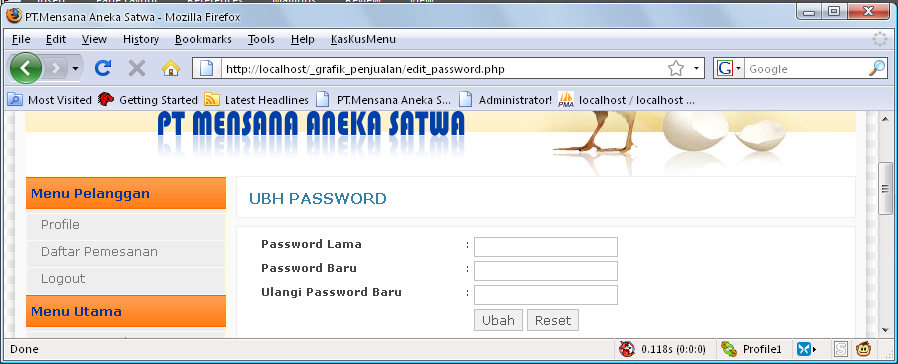 PT.Mensana Aneka Satwa - Mozilla Firefox
File Edit View History Bookmarks Tools Help KasKusMenu
http://localhost/_grafik_penjualan/edit_password.php
G Google
Most Visited Getting Started Latest Headlines PT.Mensana Aneka S... Administrator! PMA localhost / localhost ...
PT MENSANA ANEKA SATWA
Menu Pelanggan
Profile
Daftar Pemesanan
Logout
Menu Utama
UBH PASSWORD
Password Lama :
Password Baru :
Ulangi Password Baru :
Ubah Reset
Done 0.118s (0:0:0) Profile1 S